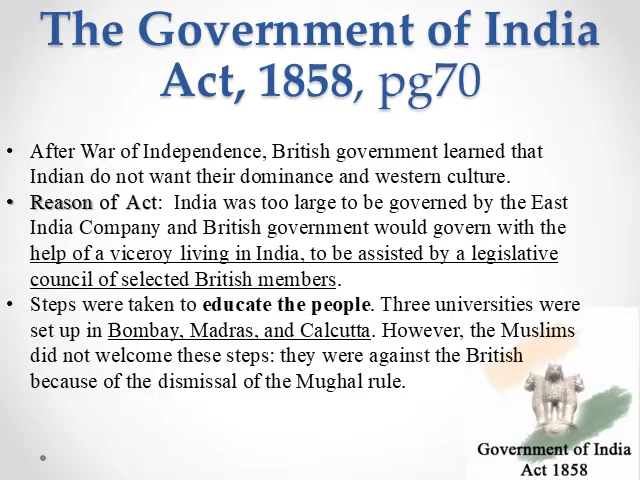 The Government of India
Act, 1858, pg70
• After War of Independence, British government learned that
Indian do not want their dominance and western culture.
• Reason of Act: India was too large to be governed by the East
India Company and British government would govern with the
help of a viceroy living in India, to be assisted by a legislative
council of selected British members.
• Steps were taken to educate the people. Three universities were
set up in Bombay, Madras, and Calcutta. However, the Muslims
did not welcome these steps: they were against the British
because of the dismissal of the Mughal rule.
Government of India
Act 1858